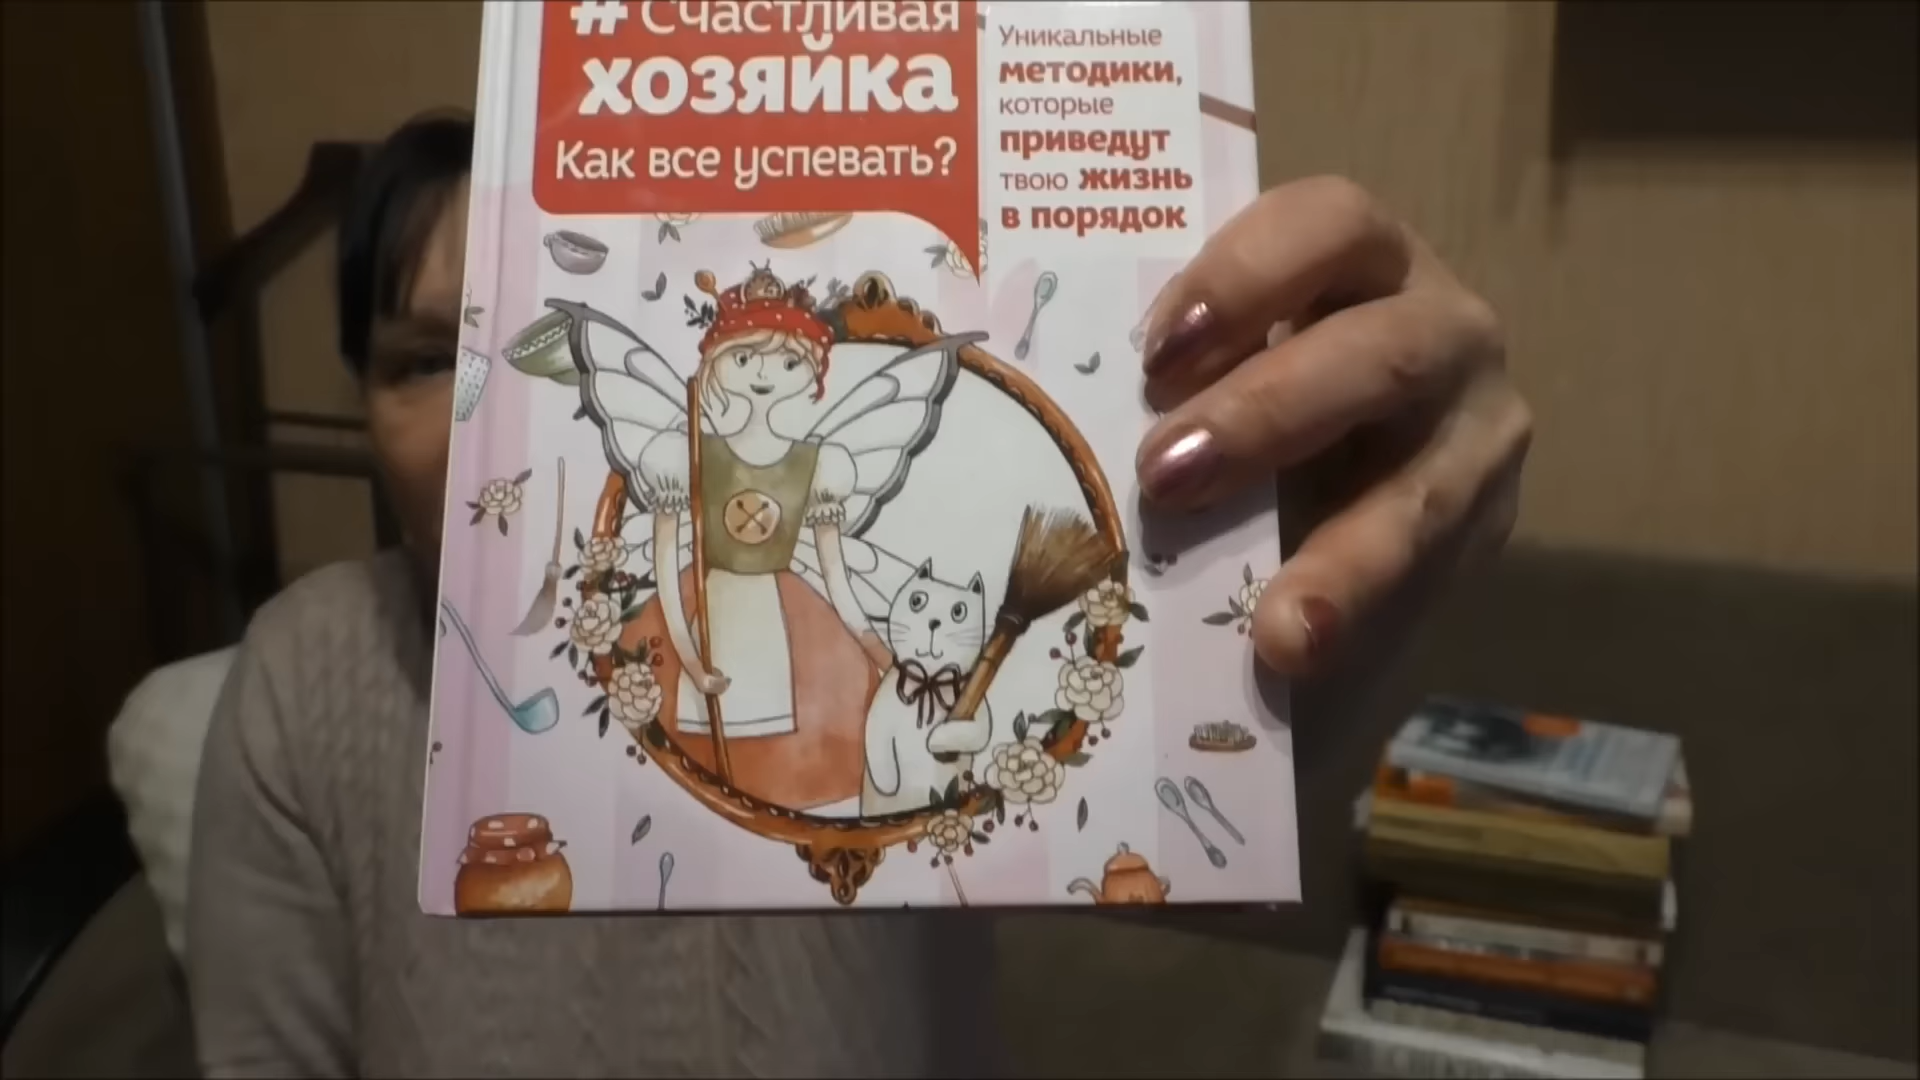 # Счастливая
хозяйка
Как все успевать?
Уникальные
методики,
которые
приведут
твою жизнь
в порядок